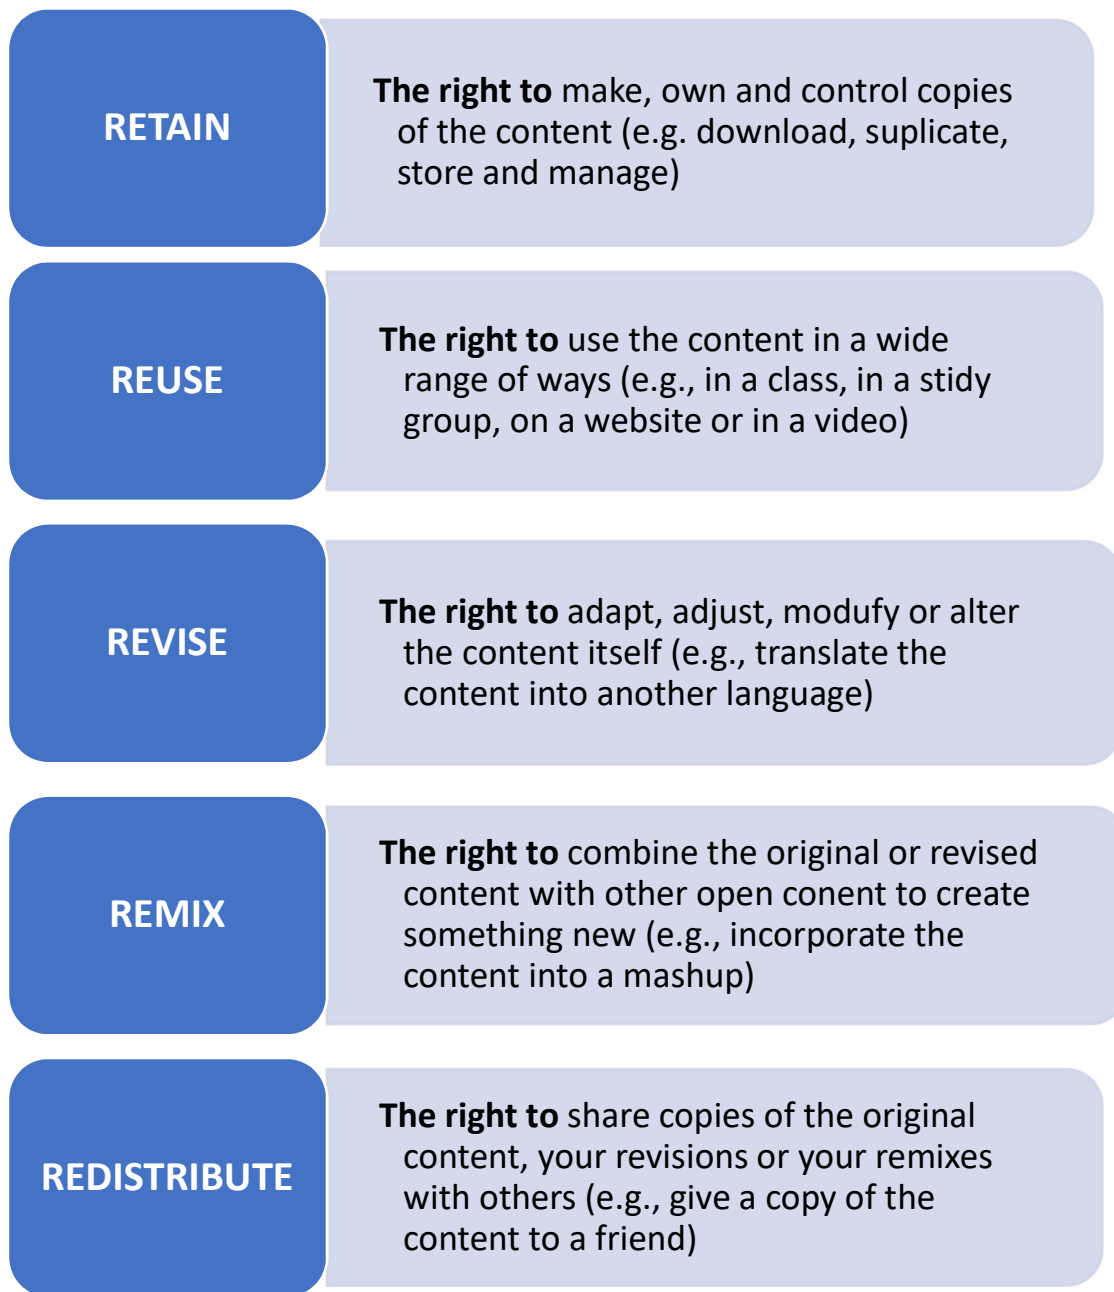 RETAIN
The right to make, own and control copies
of the content (e.g. download, suplicate,
store and manage)
REUSE
The right to use the content in a wide
range of ways (e.g., in a class, in a stidy
group, on a website or in a video)
REVISE
The right to adapt, adjust, modufy or alter
the content itself (e.g., translate the
content into another language)
REMIX
The right to combine the original or revised
content with other open conent to create
something new (e.g., incorporate the
content into a mashup)
REDISTRIBUTE
The right to share copies of the original
content, your revisions or your remixes
with others (e.g., give a copy of the
content to a friend)